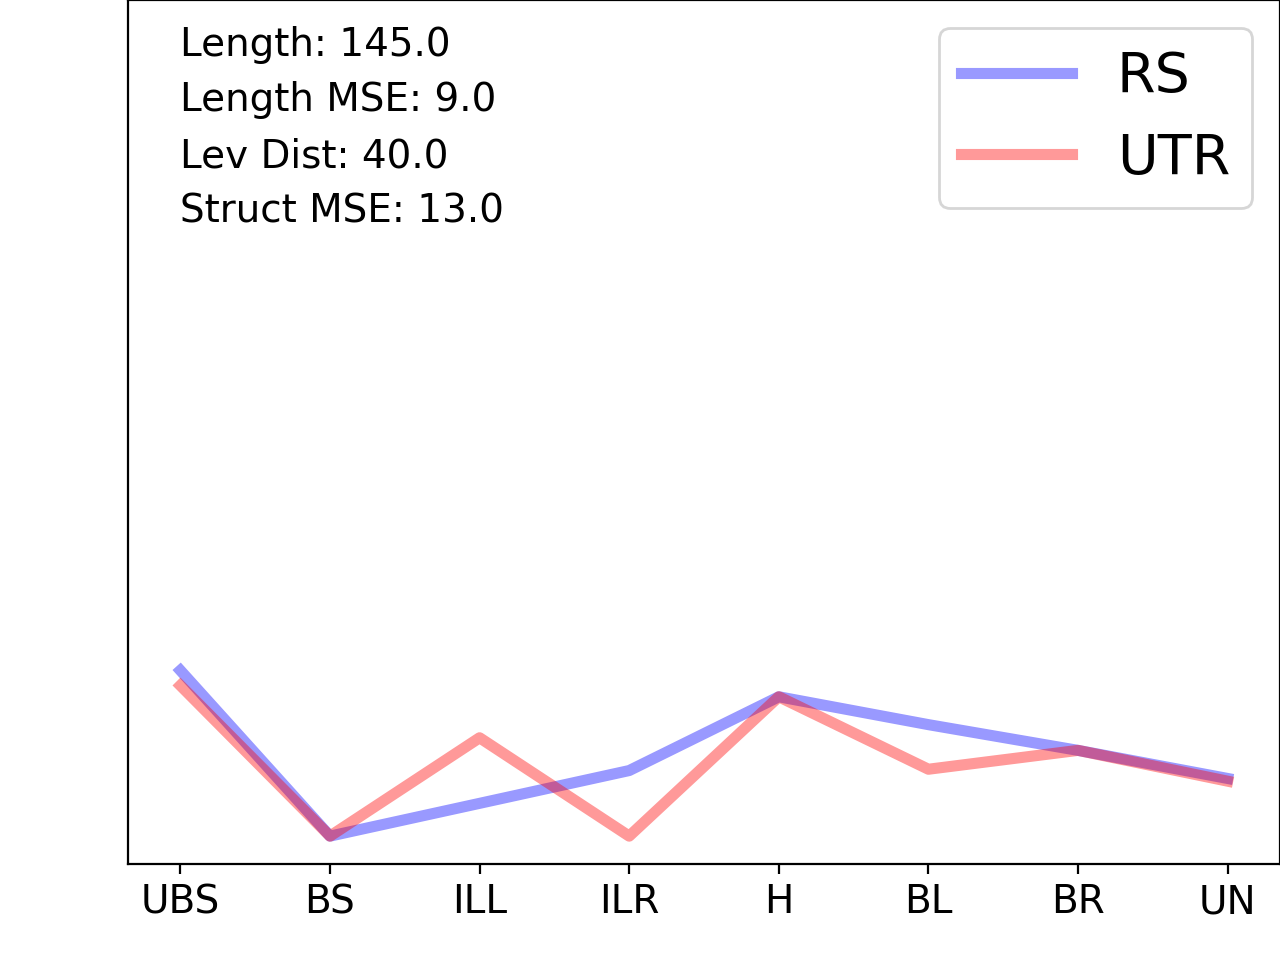 Length: 145.0
Length MSE: 9.0
Lev Dist: 40.0
Struct MSE: 13.0
RS
UTR
UBS BS ILL ILR H BL BR UN